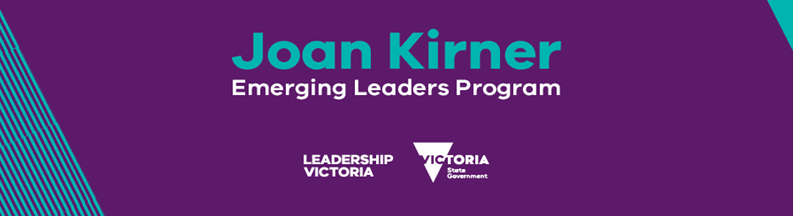 Joan Kirner
Emerging Leaders Program
LEADERSHIP
VICTORIA
VICTORIA
State
Government